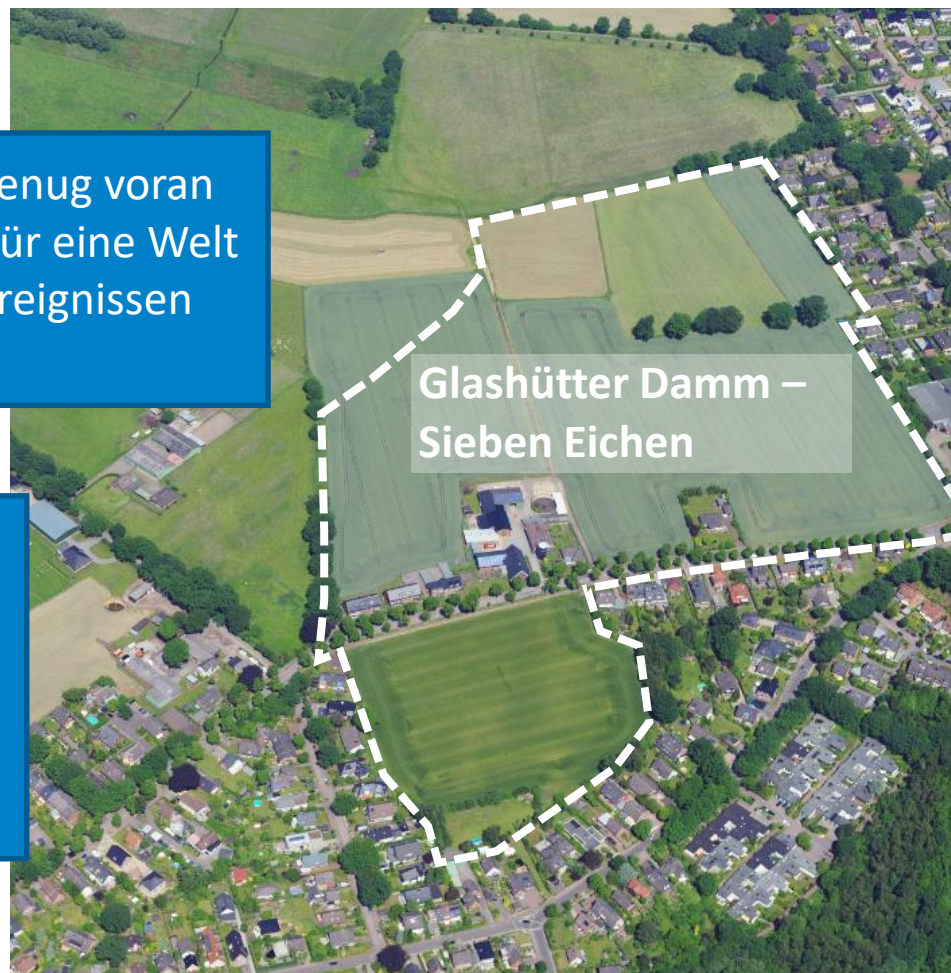 enug voran
ür eine Welt
reignissen
Glashütter Damm –
Sieben Eichen